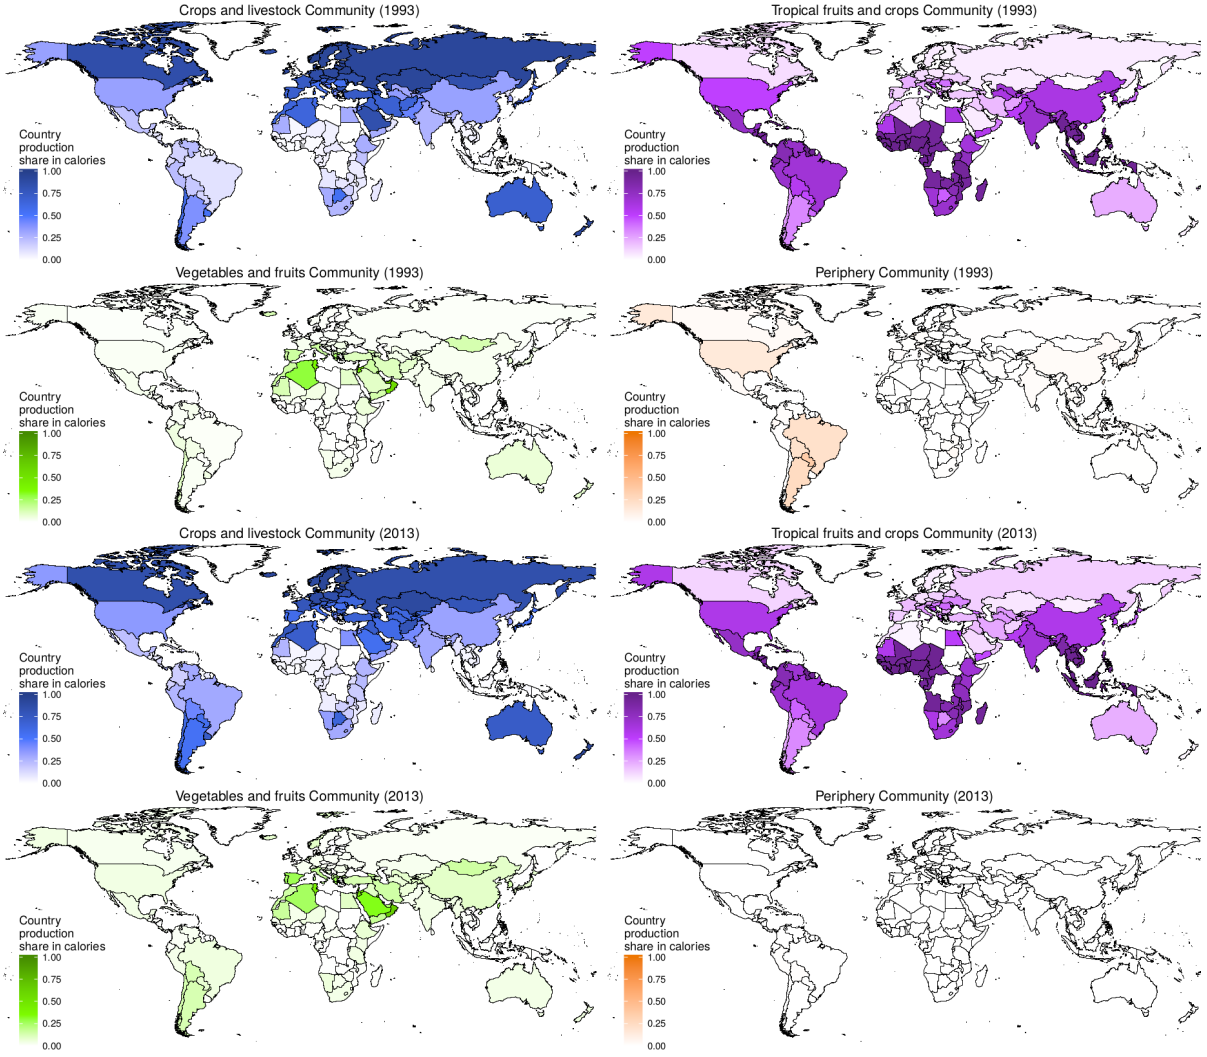 Crops and livestock Community (1993)
Country
production
share in calories
1.00
0.75
0.50
0.25
0.00
Tropical fruits and crops Community (1993)
Country
production
share in calories
1.00
0.75
0.50
0.25
0.00
Vegetables and fruits Community (1993)
Country
production
share in calories
1.00
0.75
0.50
0.25
0.00
Periphery Community (1993)
Country
production
share in calories
1.00
0.75
0.50
0.25
0.00
Crops and livestock Community (2013)
Country
production
share in calories
1.00
0.75
0.50
0.25
0.00
Tropical fruits and crops Community (2013)
Country
production
share in calories
1.00
0.75
0.50
0.25
0.00
Vegetables and fruits Community (2013)
Country
production
share in calories
1.00
0.75
0.50
0.25
0.00
Periphery Community (2013)
Country
production
share in calories
1.00
0.75
0.50
0.25
0.00